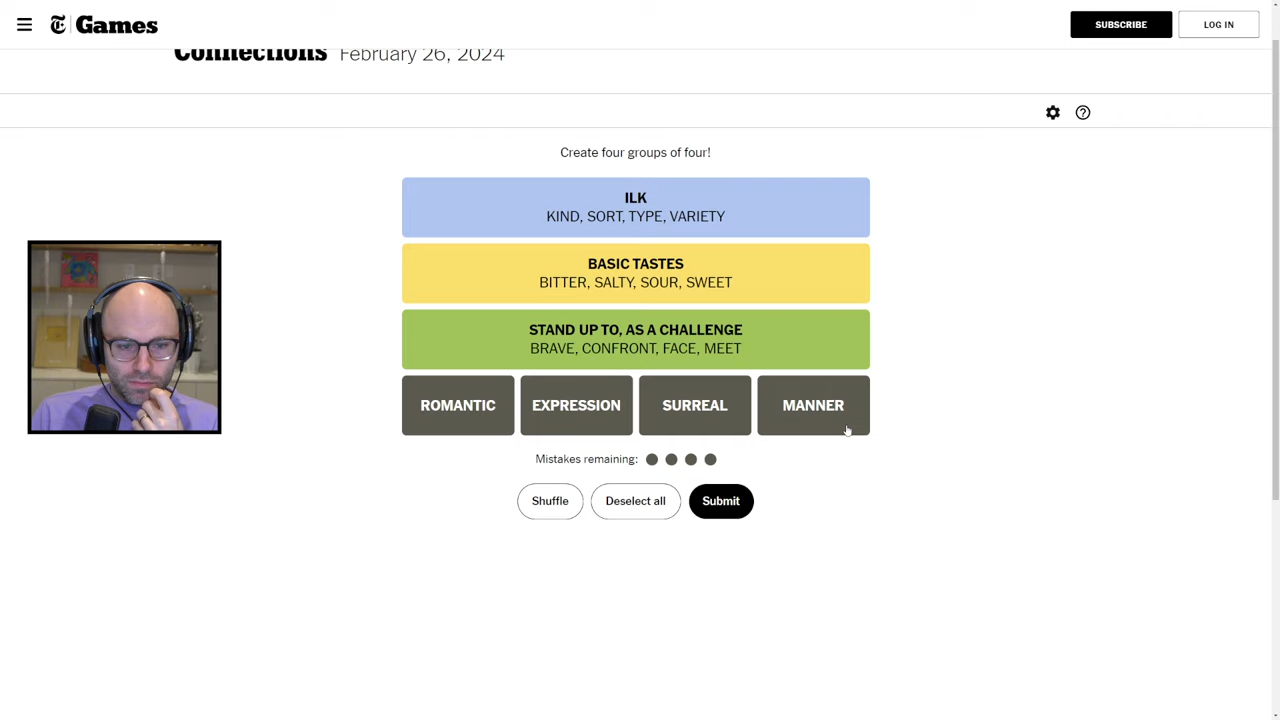 Games
SUBSCRIBE
LOG IN
Connections February 26, 2024
Create four groups of four!
ILK
KIND, SORT, TYPE, VARIETY
BASIC TASTES
BITTER, SALTY, SOUR, SWEET
STAND UP TO, AS A CHALLENGE
BRAVE, CONFRONT, FACE, MEET
ROMANTIC EXPRESSION SURREAL MANNER
Mistakes remaining:
Shuffle Deselect all Submit